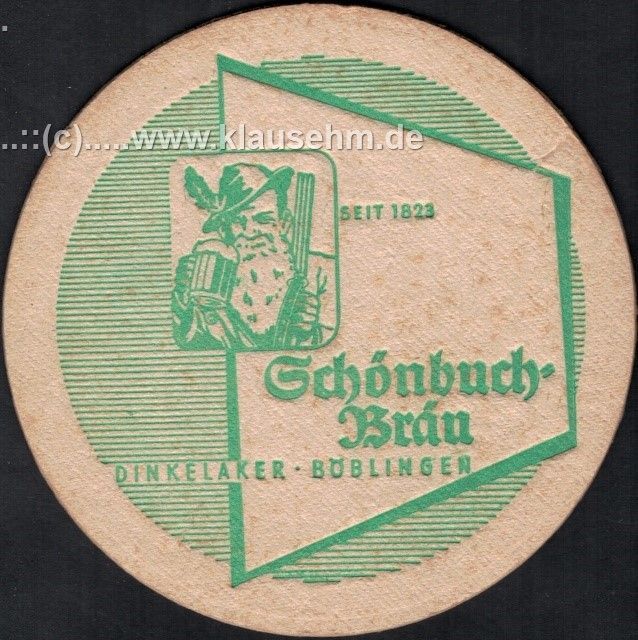 ..::(c).....www.klausehm.de
SEIT 1823
Schönbuch-
Bräu
DINKELAKER · BÖBLINGEN